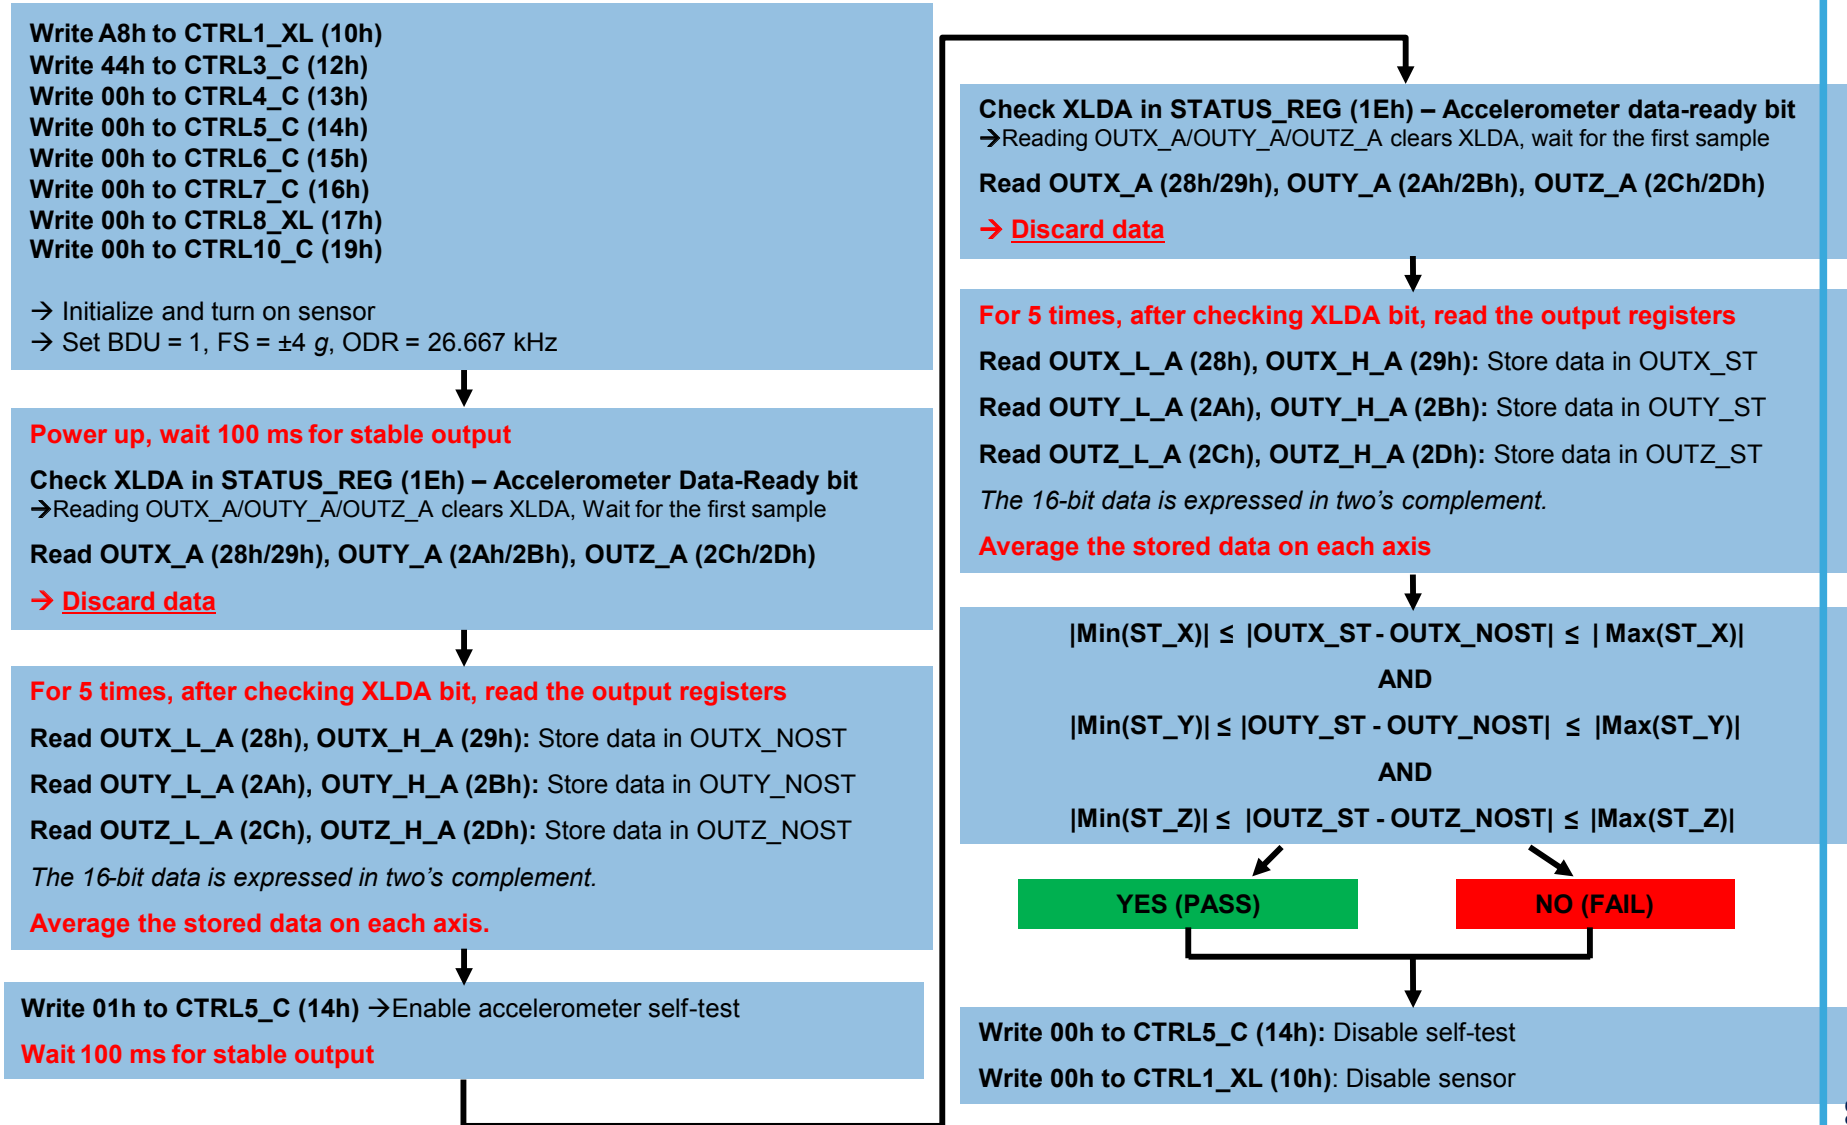 Write A8h to CTRL1_XL (10h)
Write 44h to CTRL3_C (12h)
Write 00h to CTRL4_C (13h)
Write 00h to CTRL5_C (14h)
Write 00h to CTRL6_C (15h)
Write 00h to CTRL7_C (16h)
Write 00h to CTRL8_XL (17h)
Write 00h to CTRL10_C (19h)
→ Initialize and turn on sensor
→ Set BDU = 1, FS = ±4 g, ODR = 26.667 kHz
Power up, wait 100 ms for stable output
Check XLDA in STATUS_REG (1Eh) – Accelerometer Data-Ready bit
→Reading OUTX_A/OUTY_A/OUTZ_A clears XLDA, Wait for the first sample
Read OUTX_A (28h/29h), OUTY_A (2Ah/2Bh), OUTZ_A (2Ch/2Dh)
→ Discard data
For 5 times, after checking XLDA bit, read the output registers
Read OUTX_L_A (28h), OUTX_H_A (29h): Store data in OUTX_NOST
Read OUTY_L_A (2Ah), OUTY_H_A (2Bh): Store data in OUTY_NOST
Read OUTZ_L_A (2Ch), OUTZ_H_A (2Dh): Store data in OUTZ_NOST
The 16-bit data is expressed in two's complement.
Average the stored data on each axis.
Write 01h to CTRL5_C (14h) →Enable accelerometer self-test
Wait 100 ms for stable output
Check XLDA in STATUS_REG (1Eh) – Accelerometer data-ready bit
→Reading OUTX_A/OUTY_A/OUTZ_A clears XLDA, wait for the first sample
Read OUTX_A (28h/29h), OUTY_A (2Ah/2Bh), OUTZ_A (2Ch/2Dh)
→ Discard data
For 5 times, after checking XLDA bit, read the output registers
Read OUTX_L_A (28h), OUTX_H_A (29h): Store data in OUTX_ST
Read OUTY_L_A (2Ah), OUTY_H_A (2Bh): Store data in OUTY_ST
Read OUTZ_L_A (2Ch), OUTZ_H_A (2Dh): Store data in OUTZ_ST
The 16-bit data is expressed in two's complement.
Average the stored data on each axis
|Min(ST_X)| ≤ |OUTX_ST - OUTX_NOST| ≤ | Max(ST_X)|
AND
|Min(ST_Y)| ≤ |OUTY_ST - OUTY_NOST| ≤ |Max(ST_Y)|
AND
|Min(ST_Z)| ≤ |OUTZ_ST - OUTZ_NOST| ≤ |Max(ST_Z)|
YES (PASS)
NO (FAIL)
Write 00h to CTRL5_C (14h): Disable self-test
Write 00h to CTRL1_XL (10h): Disable sensor